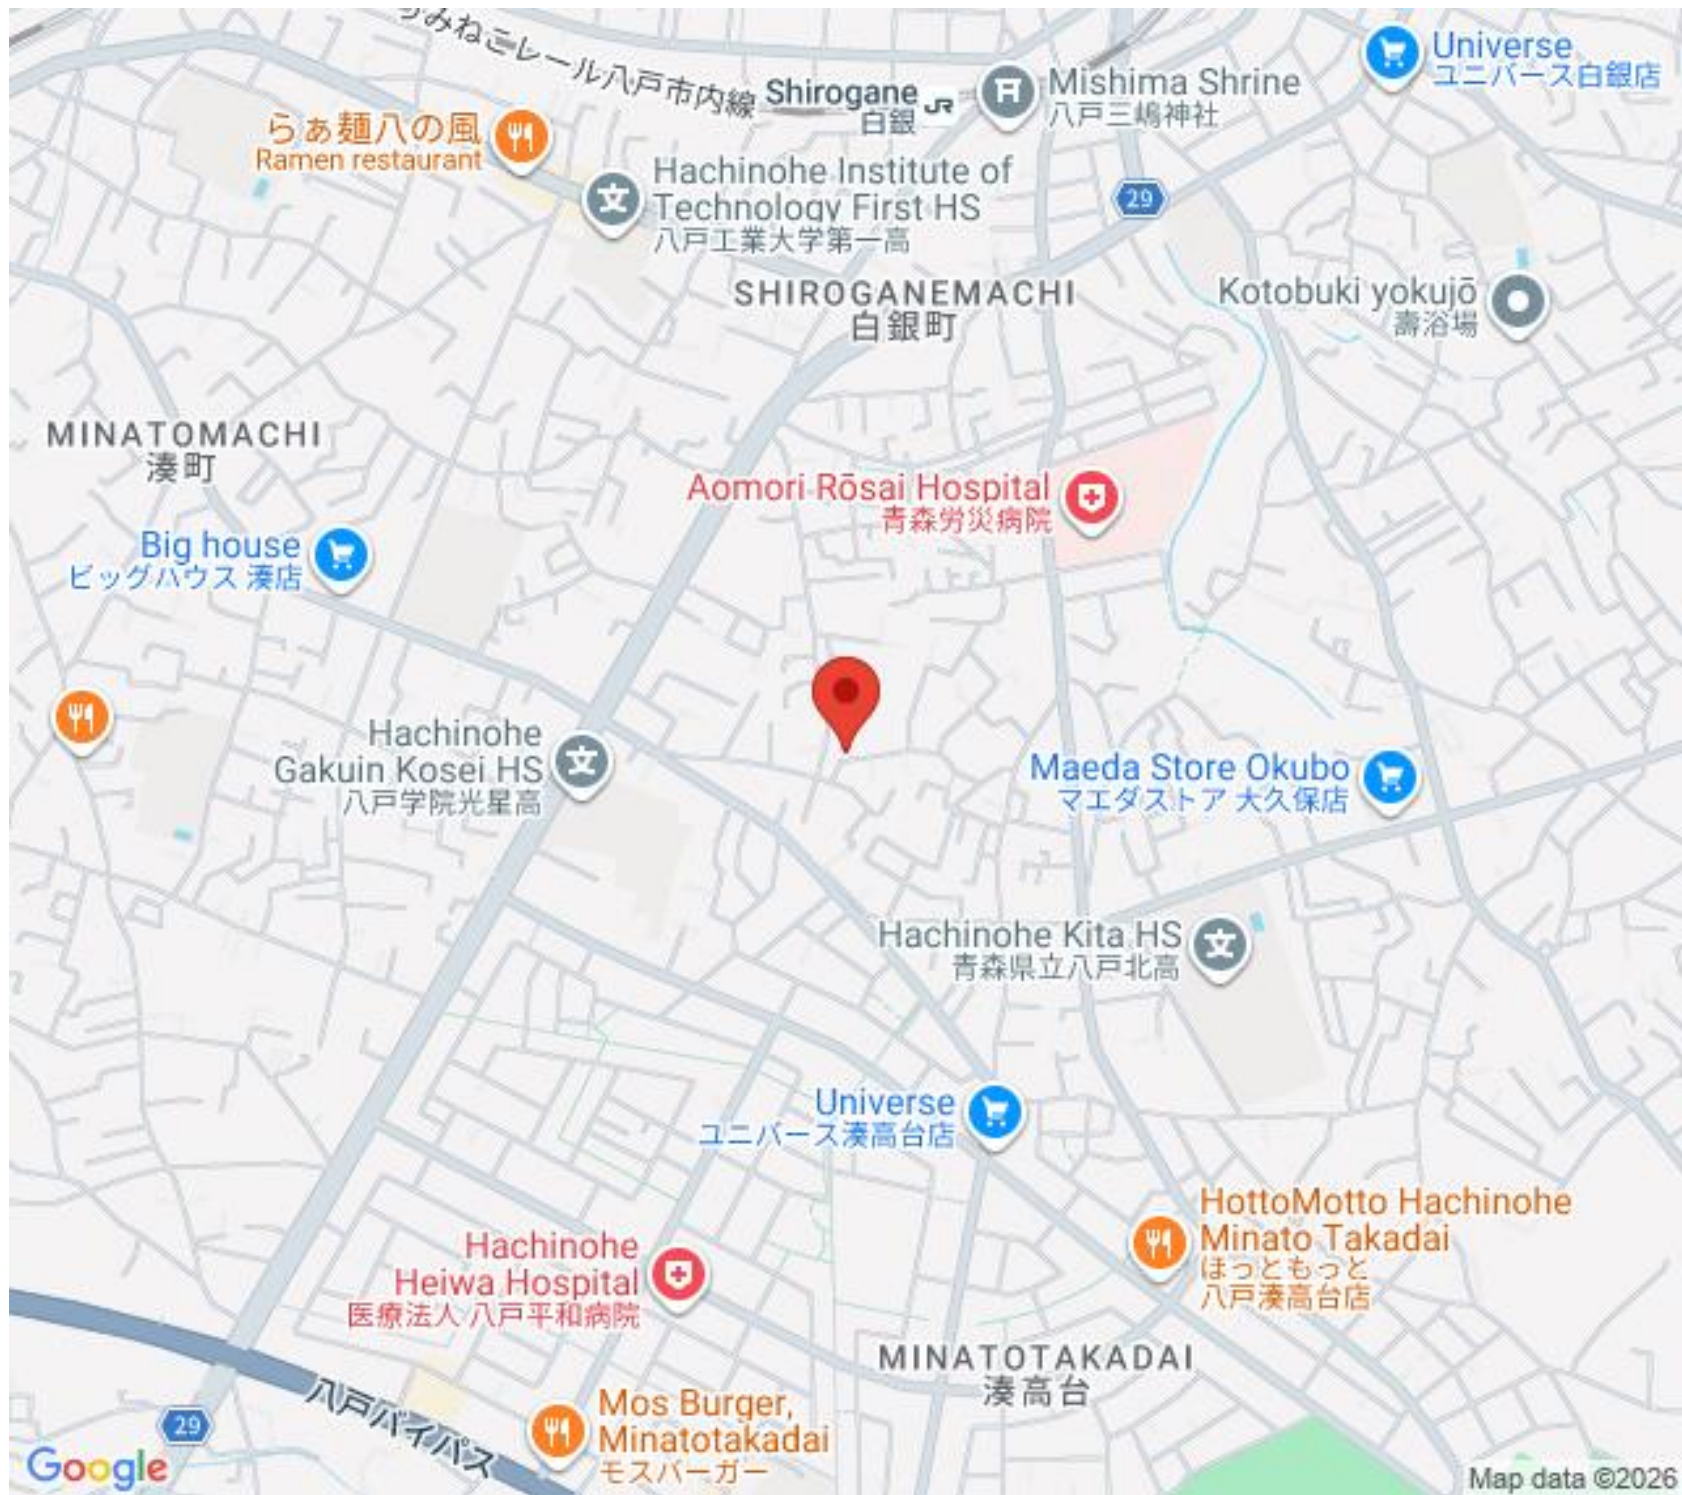 うみねこレール八戸市内線
Shirogane
白銀
JR
Mishima Shrine
八戸三嶋神社
Universe
ユニバース白銀店
らぁ麺八の風
Ramen restaurant
Hachinohe Institute of
Technology First HS
八戸工業大学第一高
29
SHIROGANEMACHI
白銀町
Kotobuki yokujō
壽浴場
MINATOMACHI
湊町
Aomori Rōsai Hospital
青森労災病院
Big house
ビッグハウス 湊店
Hachinohe
Gakuin Kosei HS
八戸学院光星高
Maeda Store Okubo
マエダストア 大久保店
Hachinohe Kita HS
青森県立八戸北高
Universe
ユニバース湊高台店
HottoMotto Hachinohe
Minato Takadai
ほっともっと
八戸湊高台店
Hachinohe
Heiwa Hospital
医療法人 八戸平和病院
MINATOTAKADAI
湊高台
八戸バイパス
29
Mos Burger,
Minatotakadai
モスバーガー
Google
Map data ©2026